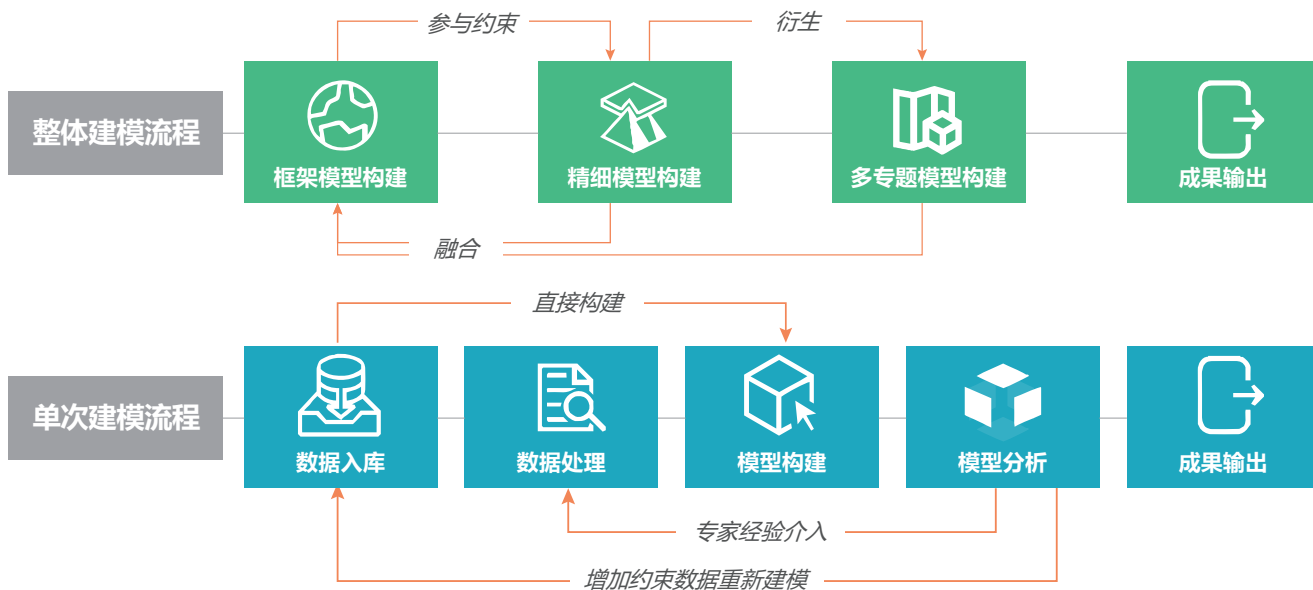 参与约束
衍生
整体建模流程
框架模型构建
精细模型构建
多专题模型构建
成果输出
融合
直接构建
单次建模流程
数据入库
数据处理
模型构建
模型分析
成果输出
专家经验介入
增加约束数据重新建模